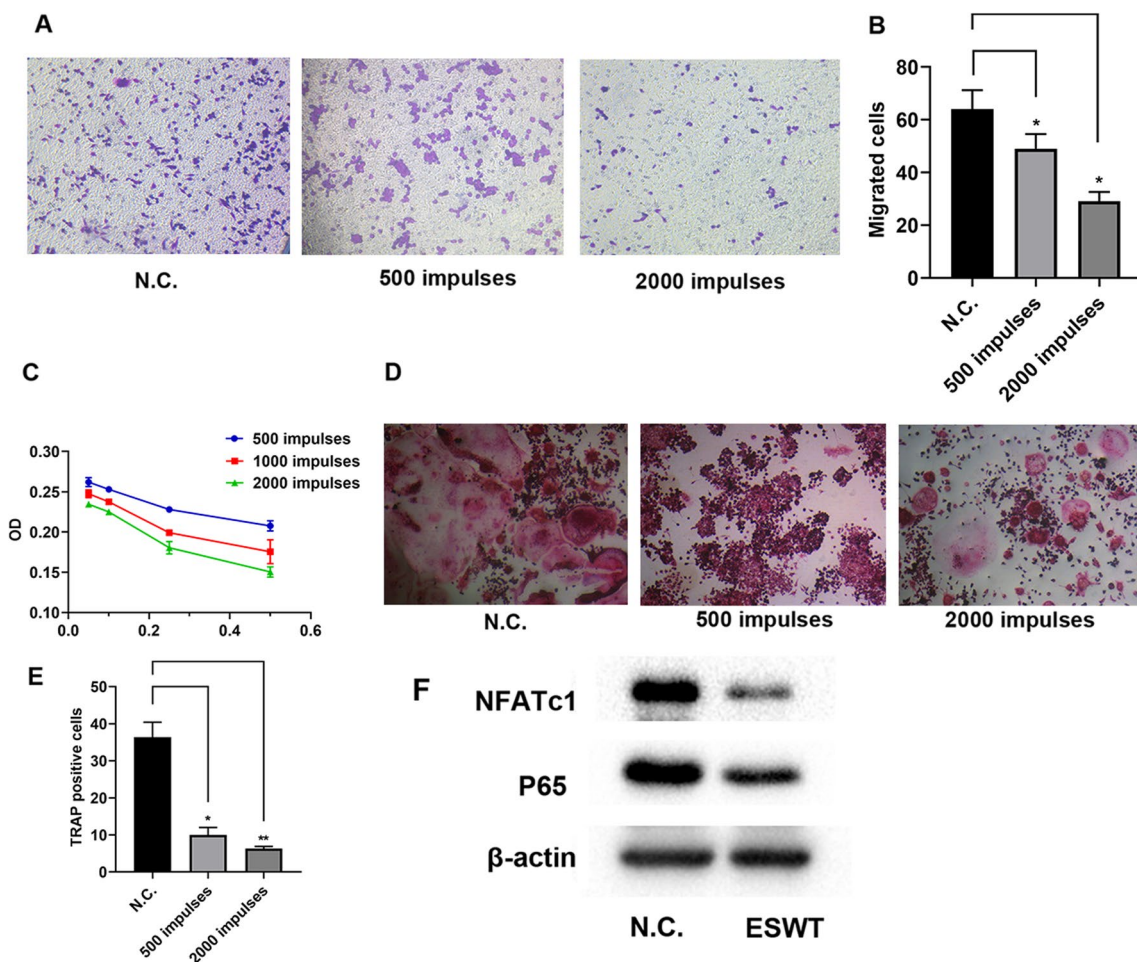 A
N.C.
500 impulses
2000 impulses
B
Migrated cells
80
60
40
20
0
*
*
N.C.
500 impulses
2000 impulses
C
OD
0.30
0.25
0.20
0.15
0.10
0.0
0.2
0.4
0.6
500 impulses
1000 impulses
2000 impulses
D
N.C.
500 impulses
2000 impulses
E
TRAP positive cells
50
40
30
20
10
0
*
**
N.C.
500 impulses
2000 impulses
F
NFATc1
P65
β-actin
N.C.
ESWT